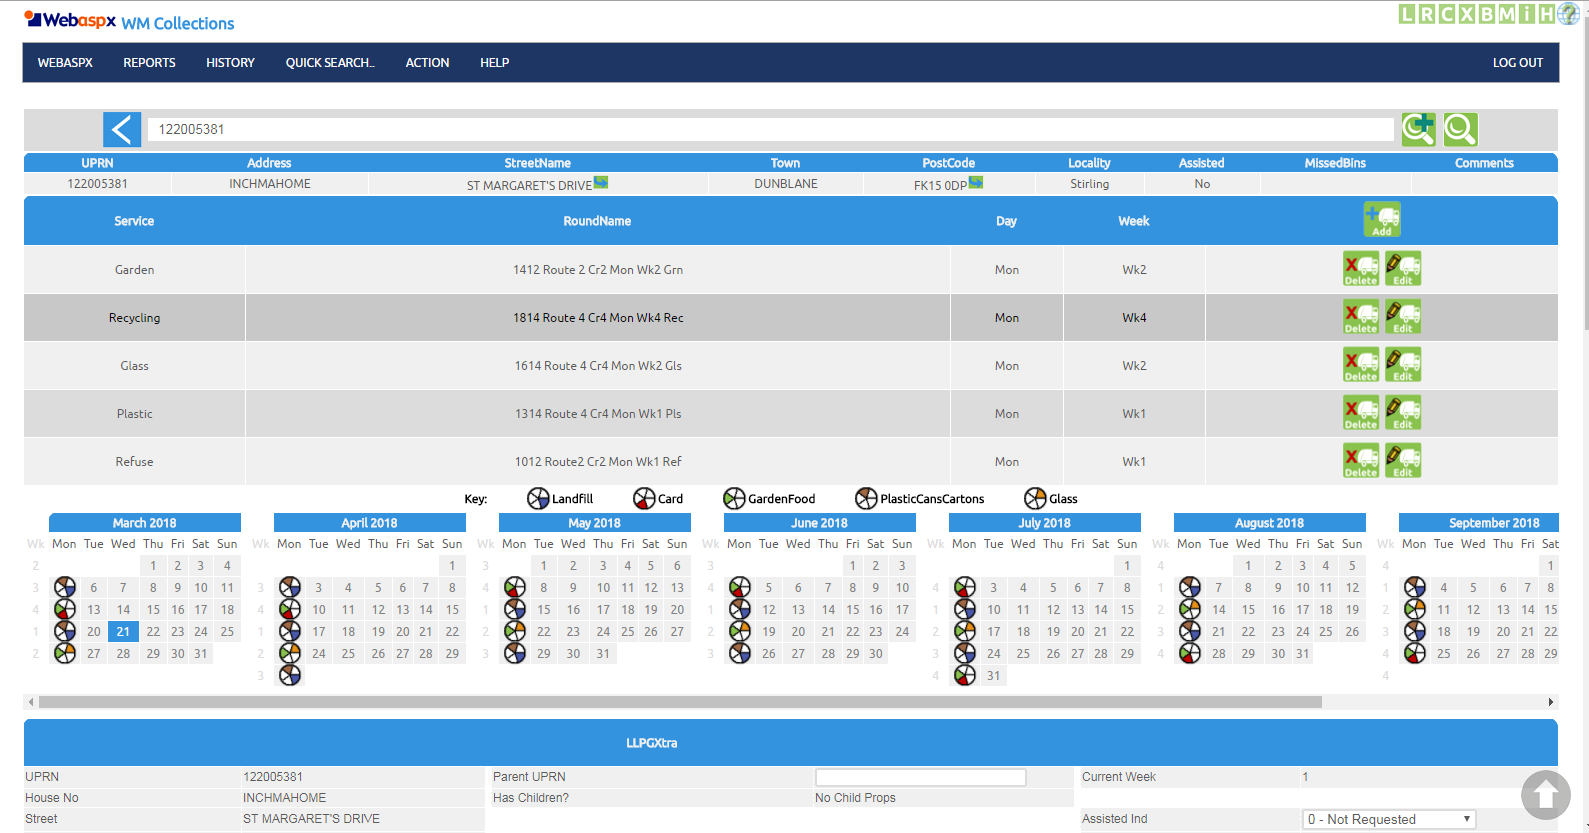 Webaspx WM Collections
L R C X B M i H ?
WEBASPX REPORTS HISTORY QUICK SEARCH.. ACTION HELP LOG OUT
122005381
UPRN Address StreetName Town PostCode Locality Assisted MissedBins Comments
122005381 INCHMAHOME ST MARGARET'S DRIVE DUNBLANE FK15 0DP Stirling No
Service RoundName Day Week Add
Garden 1412 Route 2 Cr2 Mon Wk2 Grn Mon Wk2 X Delete Edit
Recycling 1814 Route 4 Cr4 Mon Wk4 Rec Mon Wk4 X Delete Edit
Glass 1614 Route 4 Cr4 Mon Wk2 Gls Mon Wk2 X Delete Edit
Plastic 1314 Route 4 Cr4 Mon Wk1 Pls Mon Wk1 X Delete Edit
Refuse 1012 Route2 Cr2 Mon Wk1 Ref Mon Wk1 X Delete Edit
Key: Landfill Card GardenFood PlasticCansCartons Glass
March 2018 April 2018 May 2018 June 2018 July 2018 August 2018 September 2018
Wk Mon Tue Wed Thu Fri Sat Sun Wk Mon Tue Wed Thu Fri Sat Sun Wk Mon Tue Wed Thu Fri Sat Sun Wk Mon Tue Wed Thu Fri Sat Sun Wk Mon Tue Wed Thu Fri Sat Sun Wk Mon Tue Wed Thu Fri Sat Sun Wk Mon Tue Wed Thu Fri Sat
2 1 2 3 4 1 3 1 2 3 4 5 6 3 1 2 3 4 1 4 1 2 3 4 5 4 1
3 6 7 8 9 10 11 3 3 4 5 6 7 8 4 8 9 10 11 12 13 4 5 6 7 8 9 10 4 3 4 5 6 7 8 1 7 8 9 10 11 12 1 4 5 6 7 8
4 13 14 15 16 17 18 4 10 11 12 13 14 15 1 15 16 17 18 19 20 1 12 13 14 15 16 17 1 10 11 12 13 14 15 2 14 15 16 17 18 19 2 11 12 13 14 15
1 20 21 22 23 24 25 1 17 18 19 20 21 22 2 22 23 24 25 26 27 2 19 20 21 22 23 24 2 17 18 19 20 21 22 3 21 22 23 24 25 26 3 18 19 20 21 22
2 27 28 29 30 31 2 24 25 26 27 28 29 3 29 30 31 3 26 27 28 29 30 3 24 25 26 27 28 29 4 28 29 30 31 4 25 26 27 28 29
3 4 31 4
LLPGXtra
UPRN 122005381 Parent UPRN Current Week 1
House No INCHMAHOME Has Children? No Child Props
Street ST MARGARET'S DRIVE Assisted Ind 0 - Not Requested